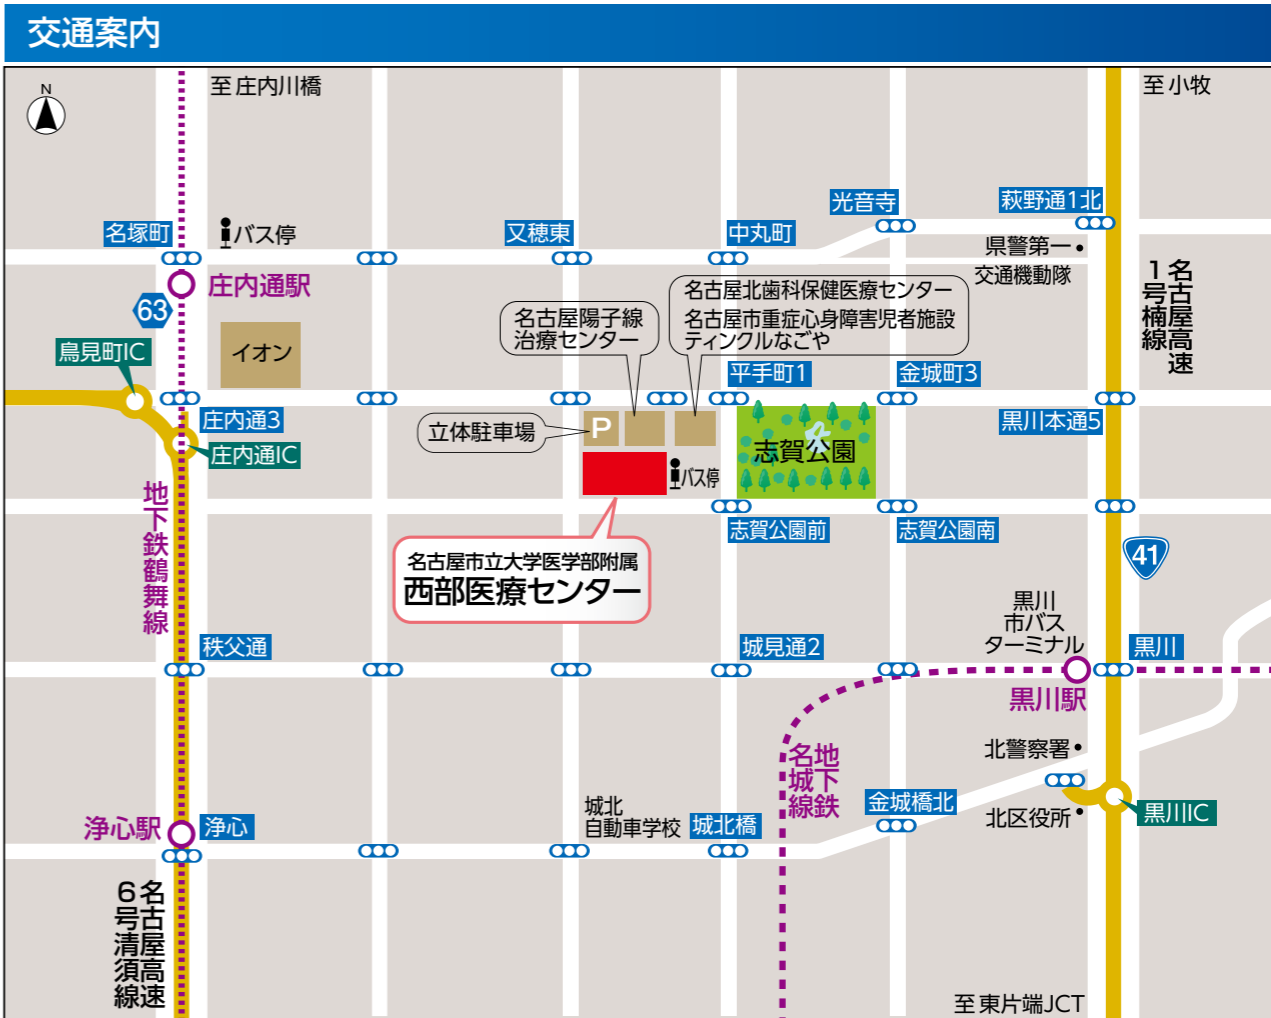 交通案内
N
至 庄内川橋
至 小牧
名塚町
バス停
又穂東
中丸町
光音寺
萩野通1北
県警第一
交通機動隊
庄内通駅
63
鳥見町IC
イオン
名古屋陽子線
治療センター
名古屋北歯科保健医療センター
名古屋市重症心身障害児者施設
ティンクルなごや
名古屋高速
1号楠線
庄内通3
庄内通IC
立体駐車場
P
平手町1
金城町3
黒川本通5
志賀公園
バス停
志賀公園前
志賀公園南
地下鉄鶴舞線
名古屋市立大学医学部附属
西部医療センター
41
黒川
市バス
ターミナル
秩父通
城見通2
黒川
黒川駅
北警察署
地下鉄
名城線
浄心駅
浄心
城北
自動車学校
城北橋
金城橋北
北区役所
黒川IC
名古屋高速
6号清須線
至 東片端JCT